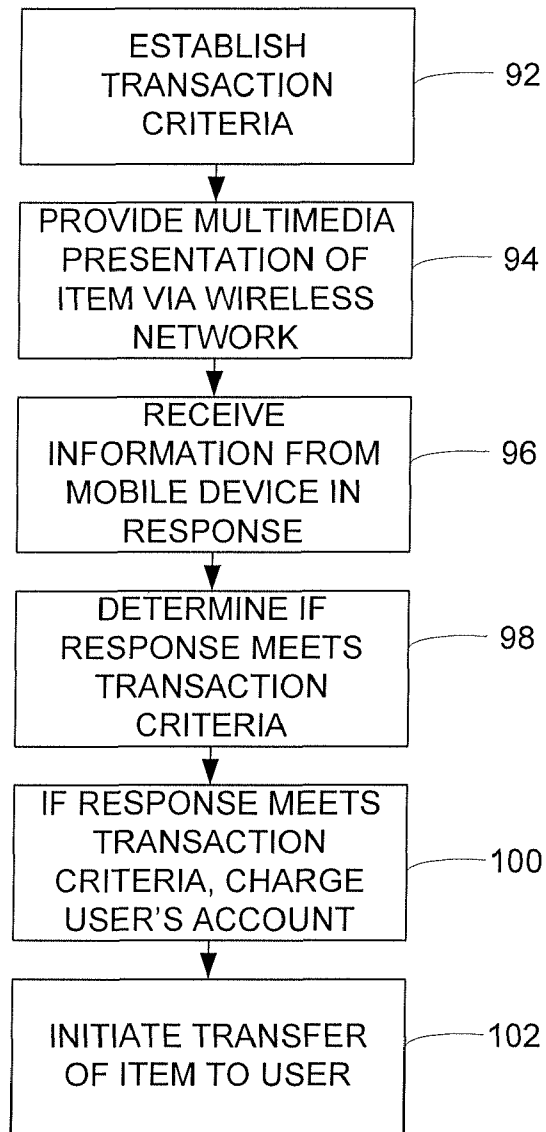 ESTABLISH
TRANSACTION
CRITERIA
92
PROVIDE MULTIMEDIA
PRESENTATION OF
ITEM VIA WIRELESS
NETWORK
94
RECEIVE
INFORMATION FROM
MOBILE DEVICE IN
RESPONSE
96
DETERMINE IF
RESPONSE MEETS
TRANSACTION
CRITERIA
98
IF RESPONSE MEETS
TRANSACTION
CRITERIA, CHARGE
USER'S ACCOUNT
100
INITIATE TRANSFER
OF ITEM TO USER
102